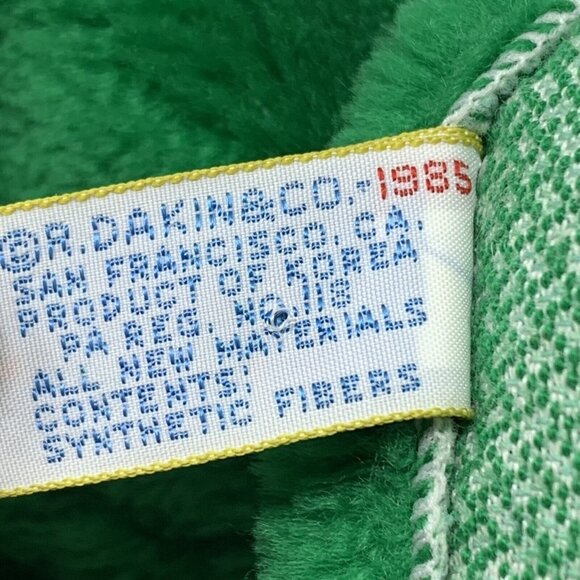 ©R. DAKIN&CO.-1985
SAN FRANCISCO, CA.
PRODUCT OF KOREA
PA REG. NO. 118
ALL NEW MATERIALS
CONTENTS:
SYNTHETIC FIBERS